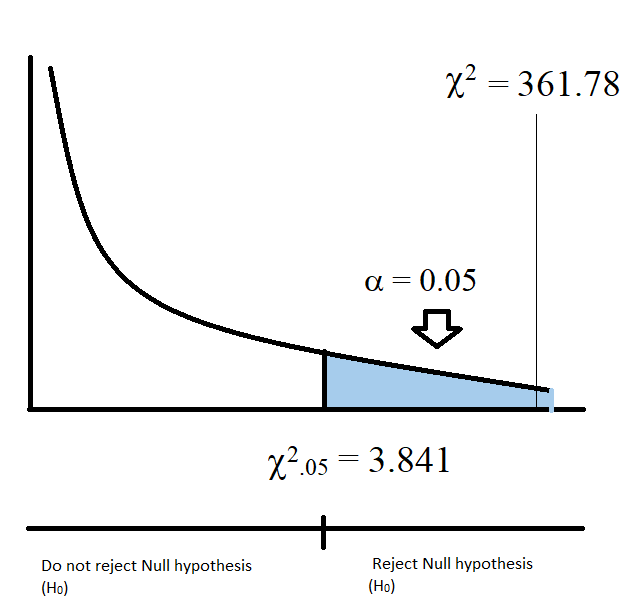 χ² = 361.78
α = 0.05
χ².05 = 3.841
Do not reject Null hypothesis
(H₀)
Reject Null hypothesis
(H₀)